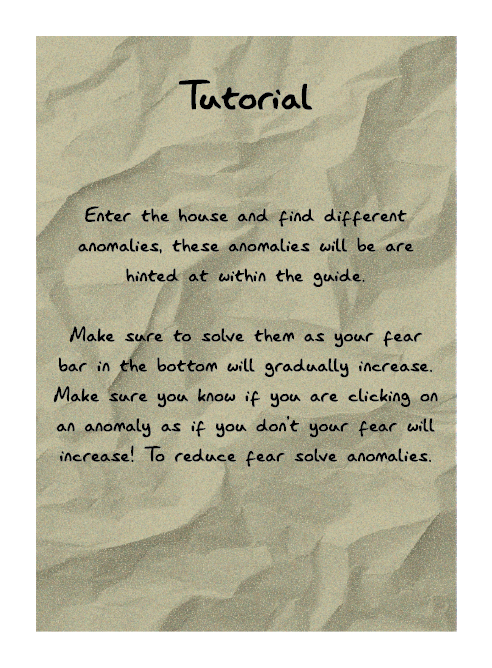 Tutorial
Enter the house and find different
anomalies, these anomalies will be are
hinted at within the guide.
Make sure to solve them as your fear
bar in the bottom will gradually increase.
Make sure you know if you are clicking on
an anomaly as if you don't your fear will
increase! To reduce fear solve anomalies.